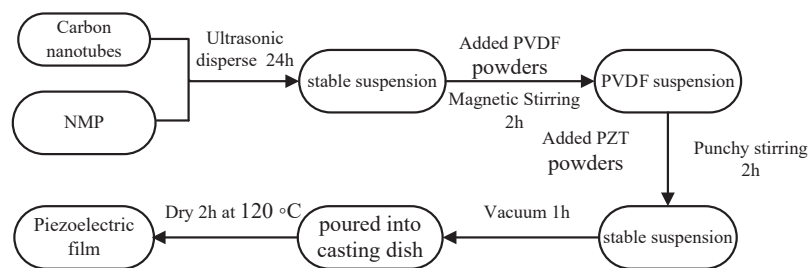 Carbon
nanotubes
NMP
Ultrasonic
disperse 24h
stable suspension
Added PVDF
powders
Magnetic Stirring
2h
PVDF suspension
Added PZT
powders
Punchy stirring
2h
stable suspension
Vacuum 1h
poured into
casting dish
Dry 2h at 120 °C
Piezoelectric
film